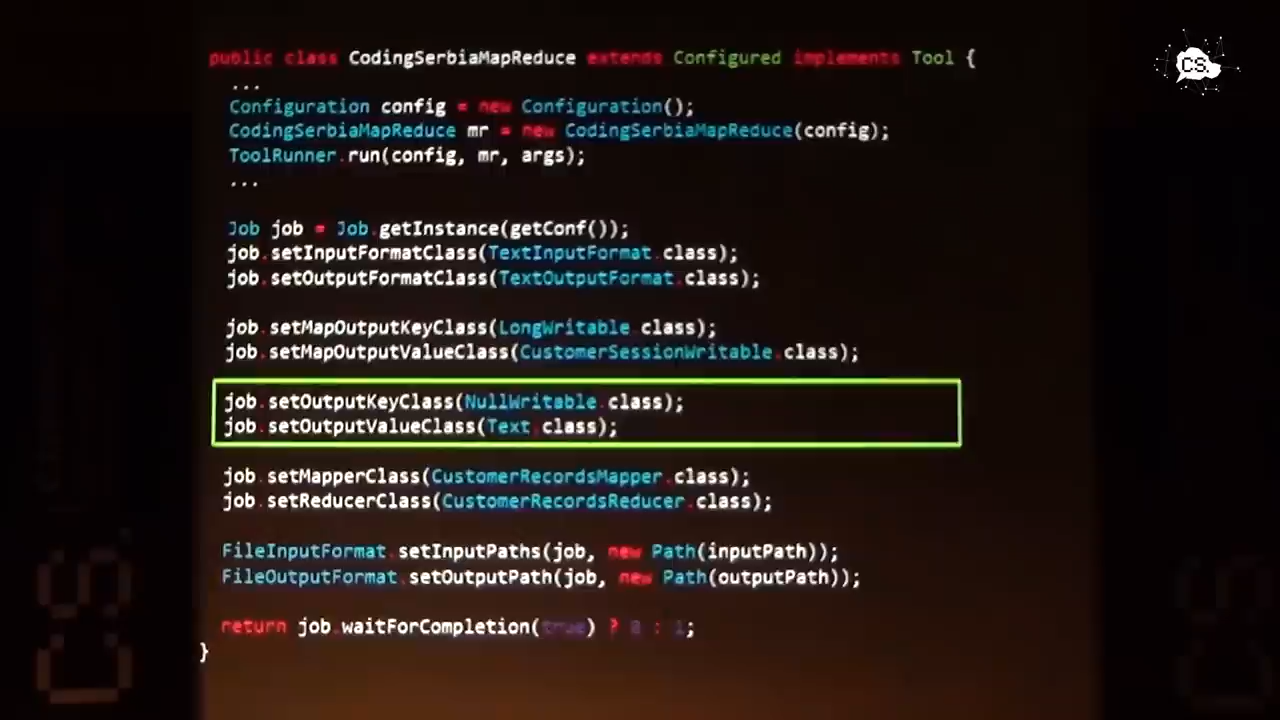 CS.
public class CodingSerbiaMapReduce extends Configured implements Tool {
...
Configuration config = new Configuration();
CodingSerbiaMapReduce mr = new CodingSerbiaMapReduce(config);
ToolRunner.run(config, mr, args);
...
Job job = Job.getInstance(getConf());
job.setInputFormatClass(TextInputFormat.class);
job.setOutputFormatClass(TextOutputFormat.class);
job.setMapOutputKeyClass(LongWritable.class);
job.setMapOutputValueClass(CustomerSessionWritable.class);
job.setOutputKeyClass(NullWritable.class);
job.setOutputValueClass(Text.class);
job.setMapperClass(CustomerRecordsMapper.class);
job.setReducerClass(CustomerRecordsReducer.class);
FileInputFormat.setInputPaths(job, new Path(inputPath));
FileOutputFormat.setOutputPath(job, new Path(outputPath));
return job.waitForCompletion(true) ? 0 : 1;
}
CS.
CS